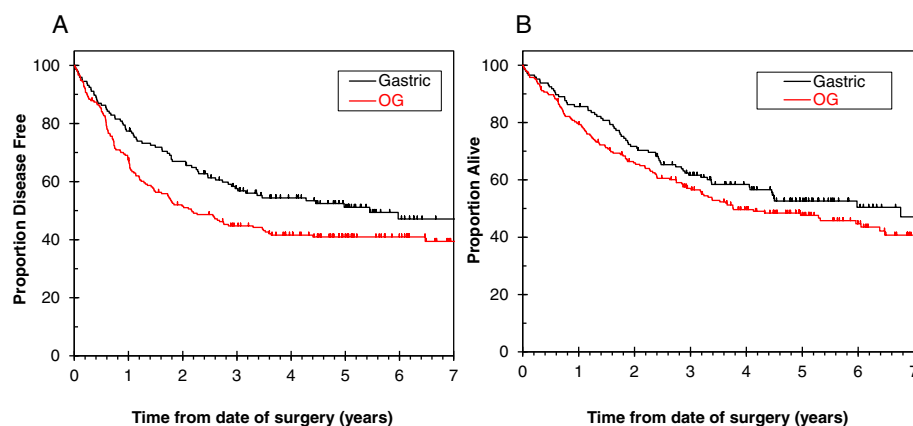 A
Proportion Disease Free
100
80
60
40
20
0
0 1 2 3 4 5 6 7
Gastric
OG
Time from date of surgery (years)
B
Proportion Alive
100
80
60
40
20
0
0 1 2 3 4 5 6 7
Gastric
OG
Time from date of surgery (years)